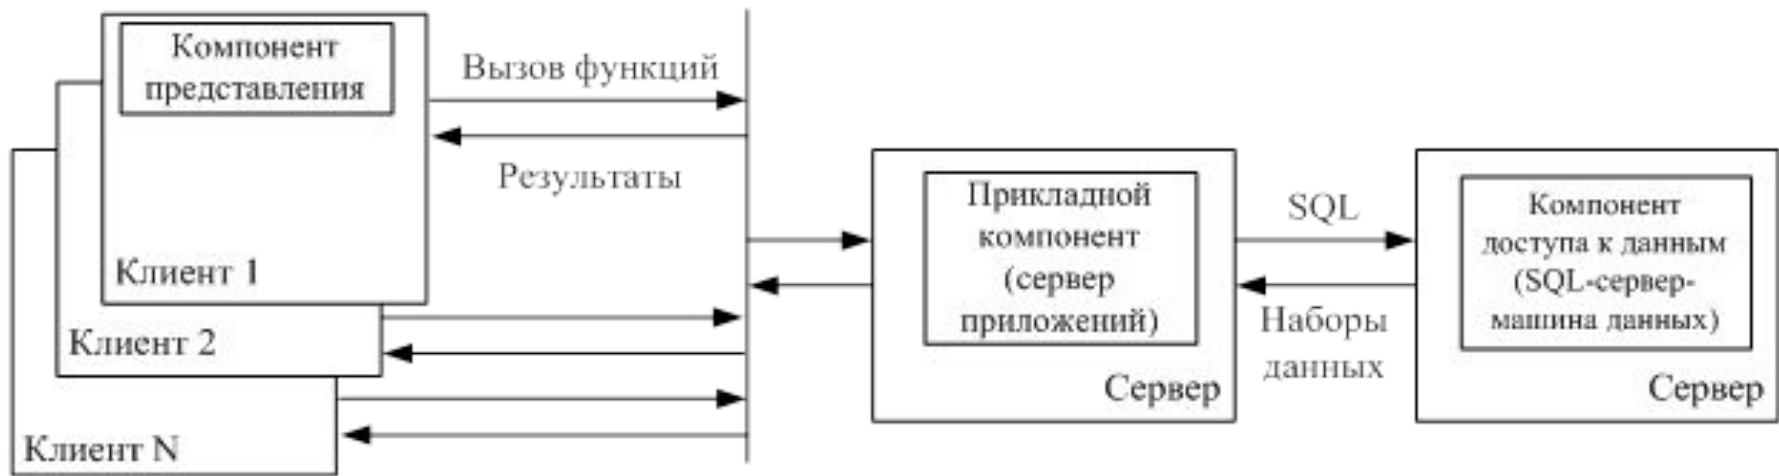 Компонент
представления
Клиент 1
Клиент 2
Клиент N
Вызов функций
Результаты
Прикладной
компонент
(сервер
приложений)
Сервер
SQL
Наборы
данных
Компонент
доступа к данным
(SQL-сервер-
машина данных)
Сервер